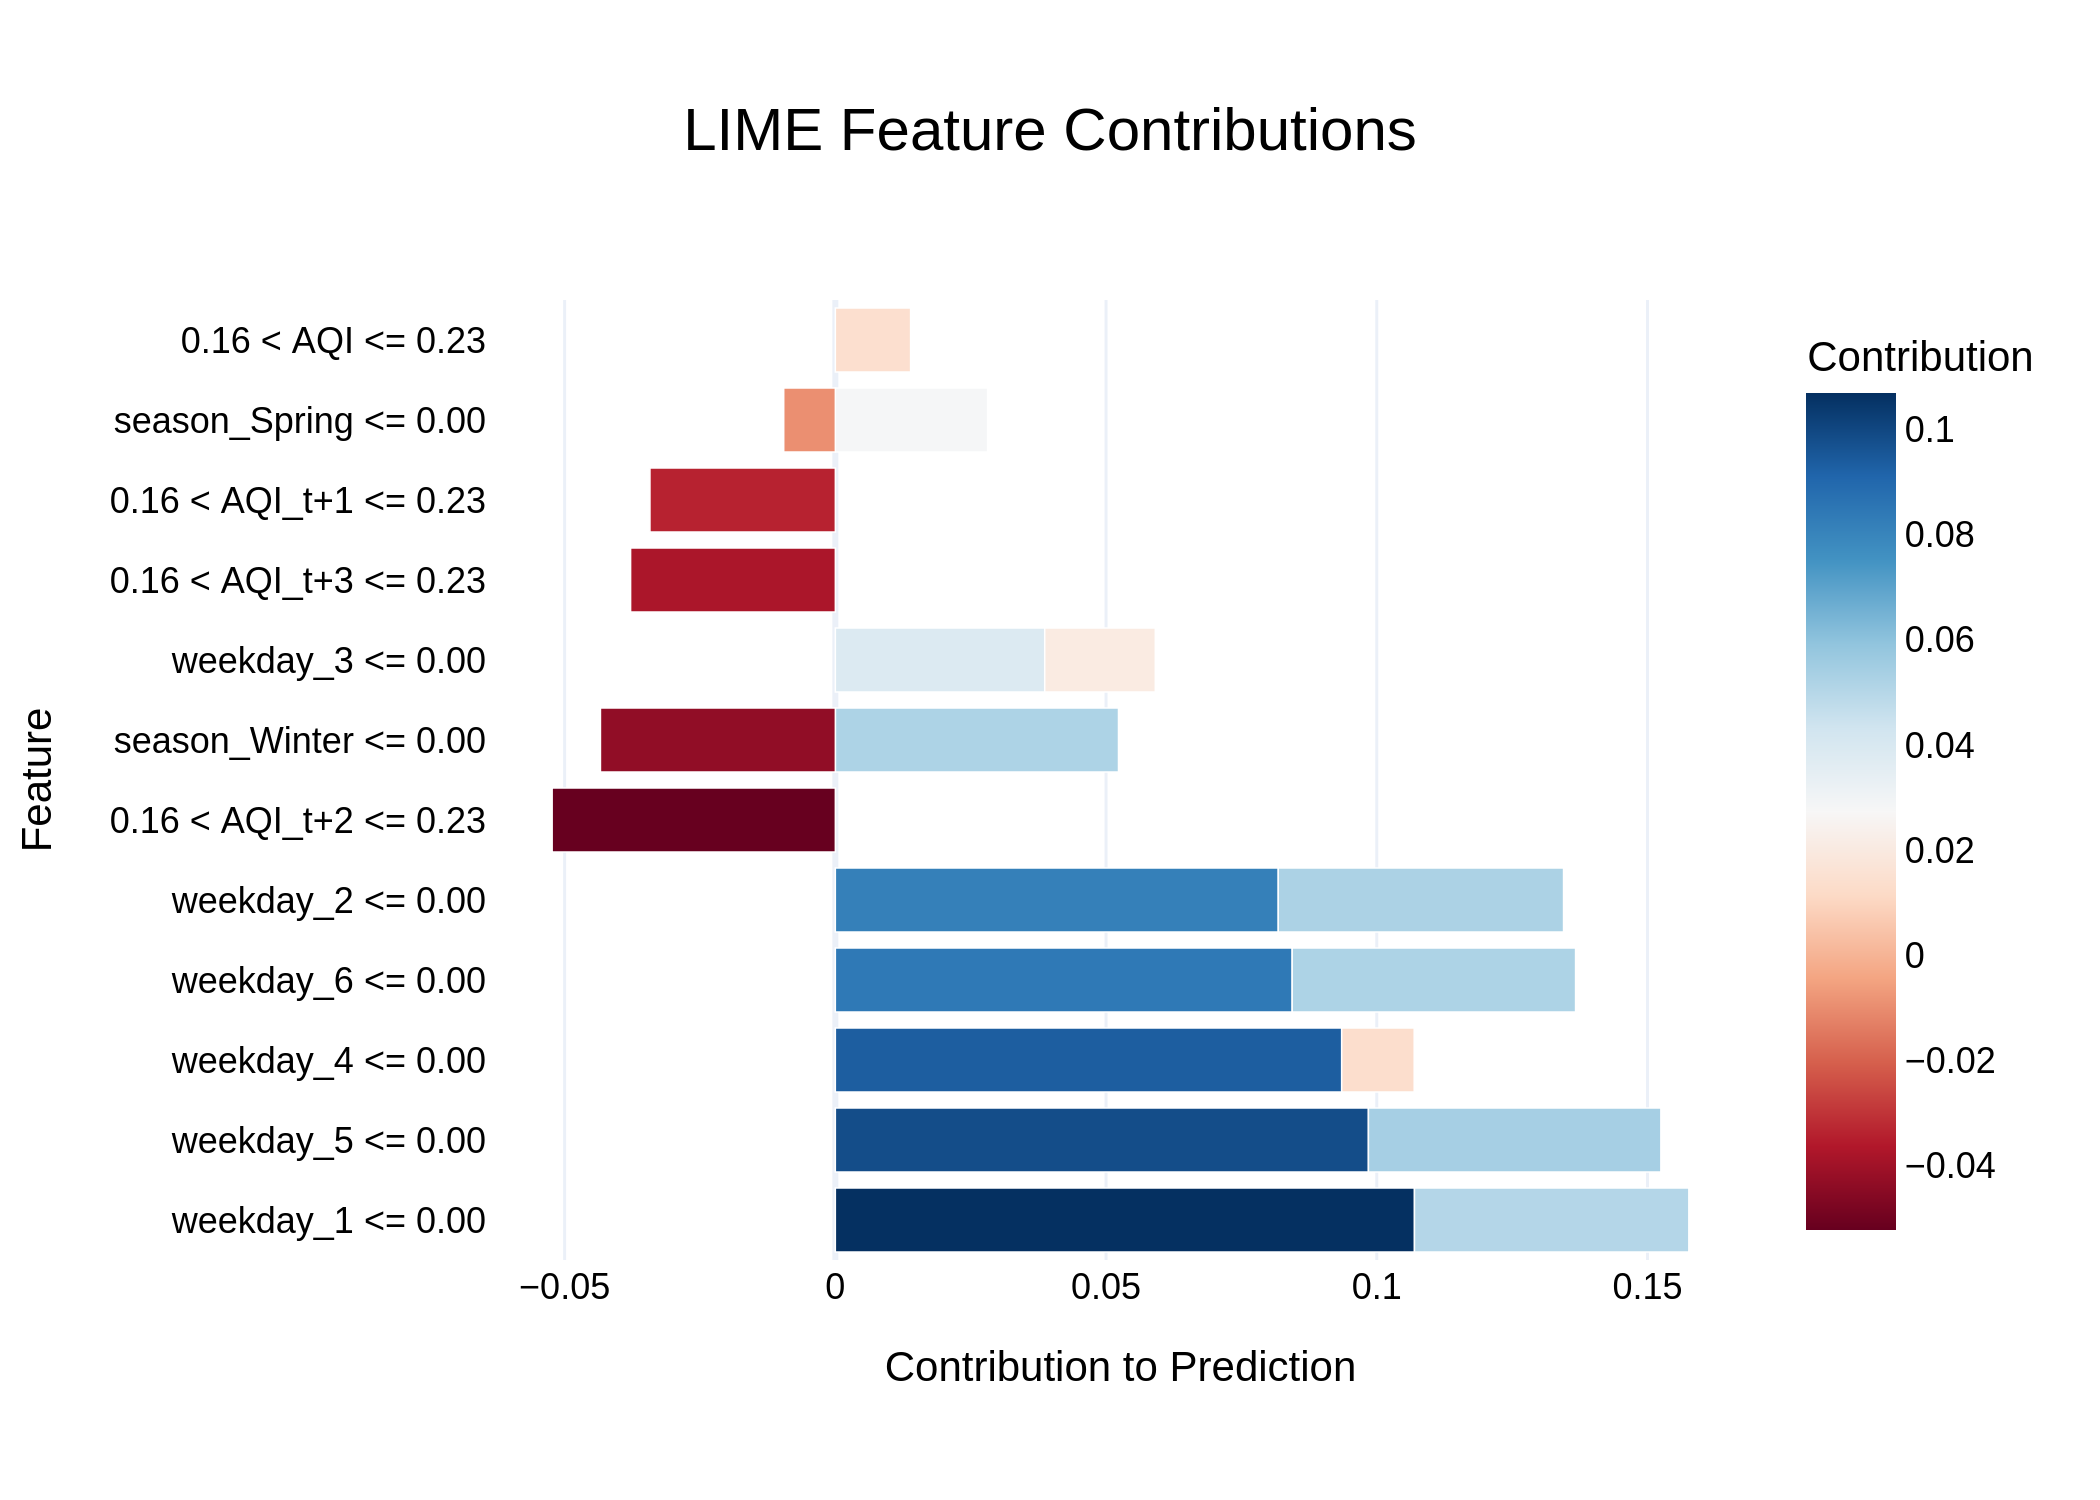 LIME Feature Contributions
0.16 < AQI <= 0.23
season_Spring <= 0.00
0.16 < AQI_t+1 <= 0.23
0.16 < AQI_t+3 <= 0.23
weekday_3 <= 0.00
season_Winter <= 0.00
0.16 < AQI_t+2 <= 0.23
weekday_2 <= 0.00
weekday_6 <= 0.00
weekday_4 <= 0.00
weekday_5 <= 0.00
weekday_1 <= 0.00
Feature
−0.05 0 0.05 0.1 0.15
Contribution to Prediction
Contribution
0.1
0.08
0.06
0.04
0.02
0
−0.02
−0.04